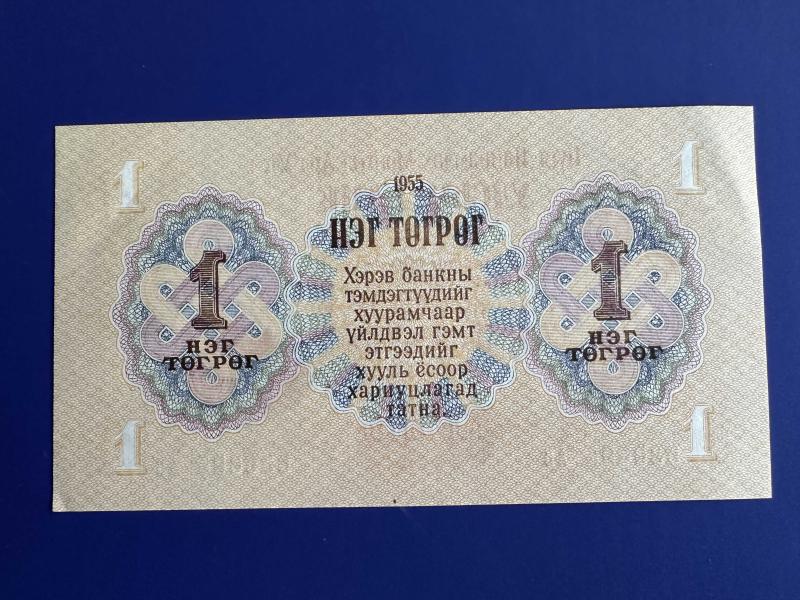 1 1
1955
НЭГ ТӨГРӨГ
Хэрэв банкны
тэмдэгтүүдийг
хуурамчаар
үйлдвэл гэмт
этгээдийг
хууль ёсоор
хариуцлагад
татна.
1
НЭГ
ТӨГРӨГ
1
НЭГ
ТӨГРӨГ
1 1